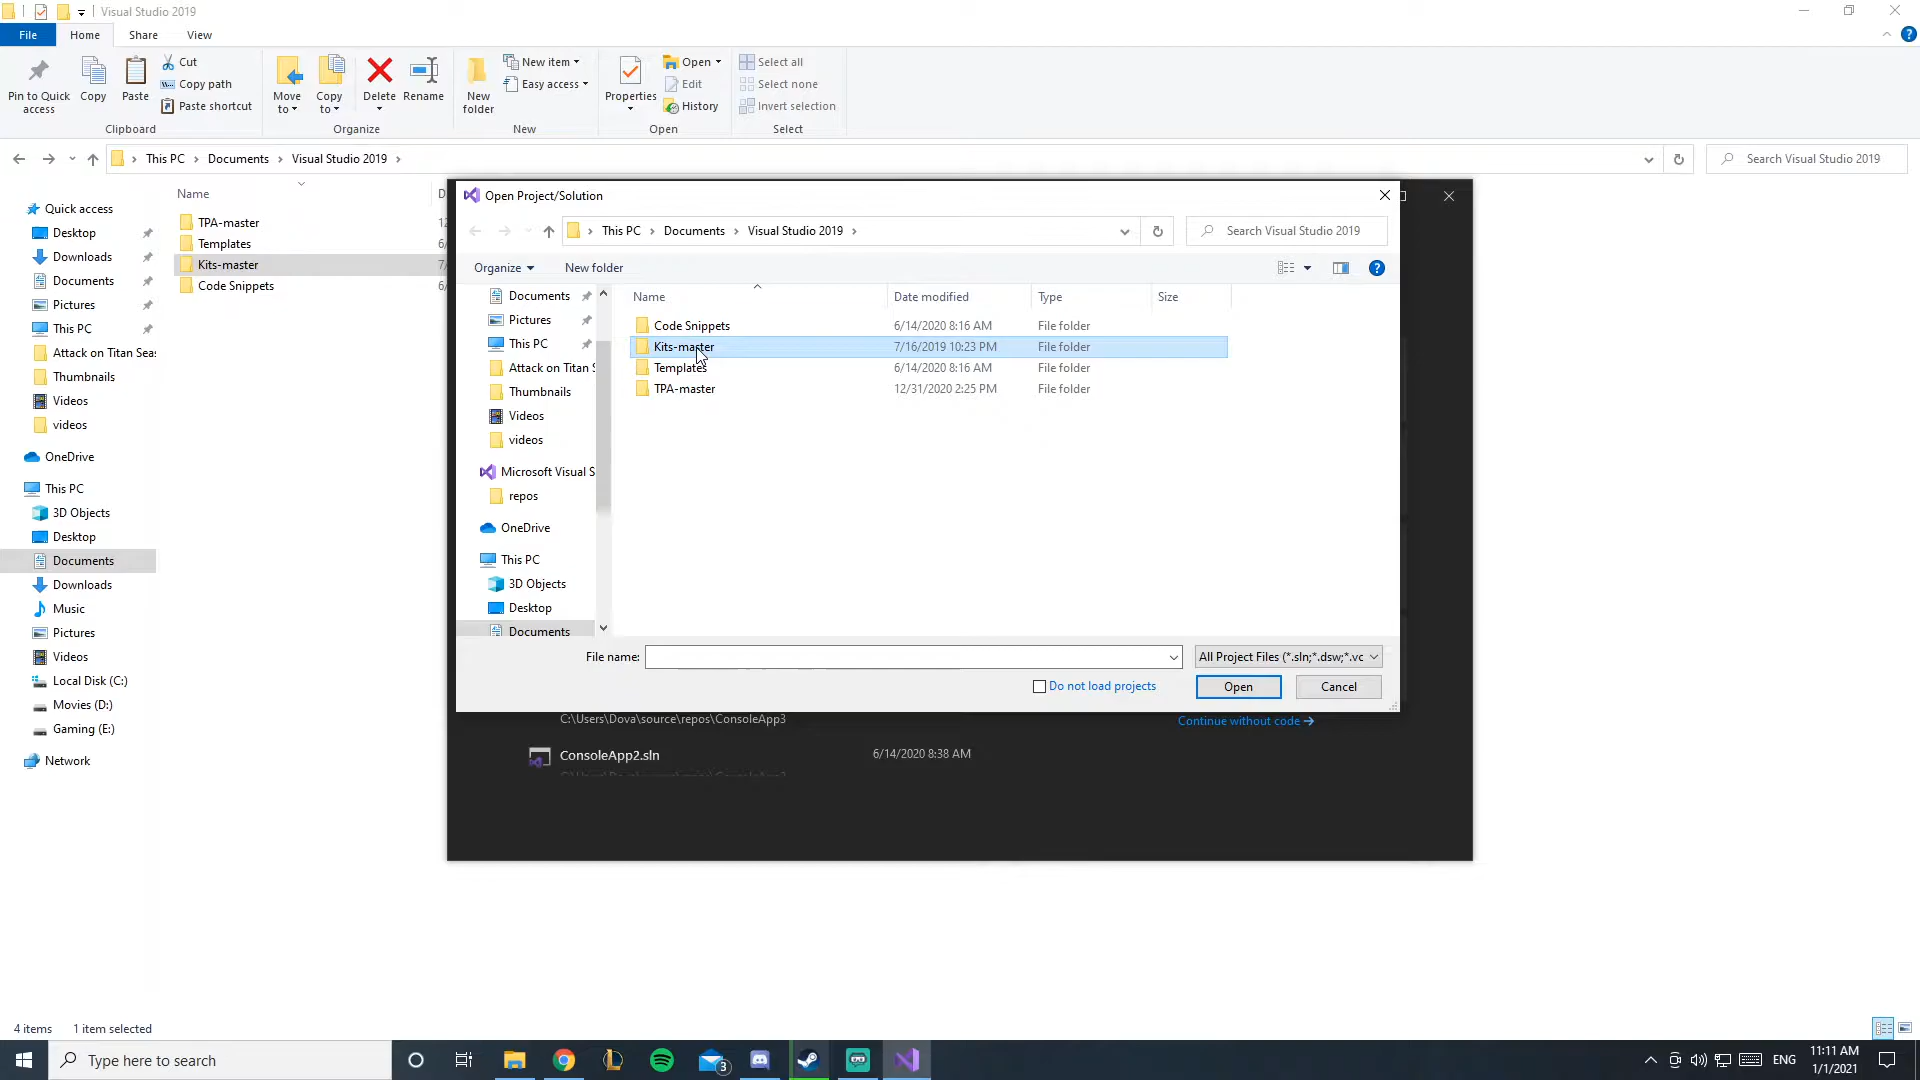 Visual Studio 2019
File Home Share View
Pin to Quick access
Copy
Paste
Cut
Copy path
Paste shortcut
Clipboard
Move to
Copy to
Delete
Rename
Organize
New folder
New item
Easy access
New
Properties
Open
Edit
History
Open
Select all
Select none
Invert selection
Select
This PC > Documents > Visual Studio 2019 >
Search Visual Studio 2019
Quick access
Desktop
Downloads
Documents
Pictures
This PC
Attack on Titan Seas
Thumbnails
Videos
videos
OneDrive
This PC
3D Objects
Desktop
Documents
Downloads
Music
Pictures
Videos
Local Disk (C:)
Movies (D:)
Gaming (E:)
Network
Name
TPA-master
Templates
Kits-master
Code Snippets
Open Project/Solution
This PC > Documents > Visual Studio 2019 >
Search Visual Studio 2019
Organize New folder
Documents
Pictures
This PC
Attack on Titan S
Thumbnails
Videos
videos
Microsoft Visual S
repos
OneDrive
This PC
3D Objects
Desktop
Documents
Name Date modified Type Size
Code Snippets 6/14/2020 8:16 AM File folder
Kits-master 7/16/2019 10:23 PM File folder
Templates 6/14/2020 8:16 AM File folder
TPA-master 12/31/2020 2:25 PM File folder
File name:
All Project Files (*.sln;*.dsw;*.vc
Do not load projects
Open
Cancel
C:\Users\Dova\source\repos\ConsoleApp3
Continue without code →
ConsoleApp2.sln 6/14/2020 8:38 AM
4 items 1 item selected
Type here to search
3
ENG
11:11 AM
1/1/2021